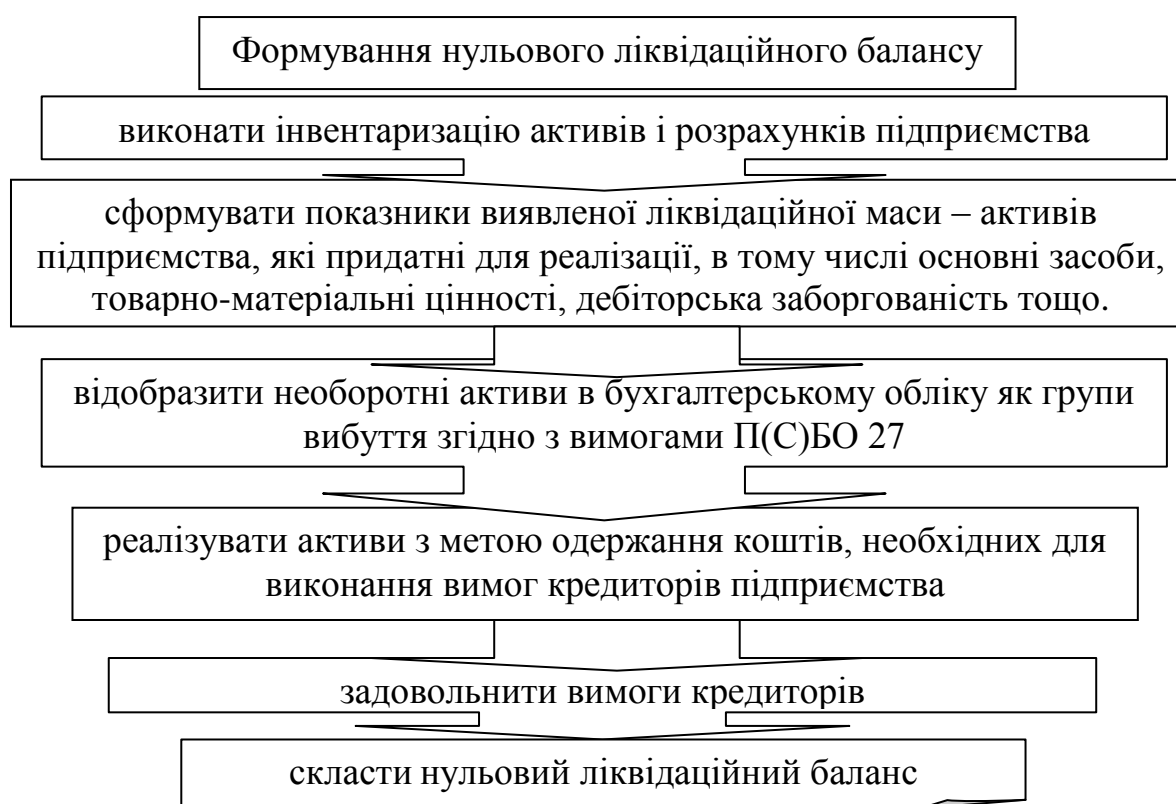 Формування нульового ліквідаційного балансу
виконати інвентаризацію активів і розрахунків підприємства
сформувати показники виявленої ліквідаційної маси – активів
підприємства, які придатні для реалізації, в тому числі основні засоби,
товарно-матеріальні цінності, дебіторська заборгованість тощо.
відобразити необоротні активи в бухгалтерському обліку як групи
вибуття згідно з вимогами П(С)БО 27
реалізувати активи з метою одержання коштів, необхідних для
виконання вимог кредиторів підприємства
задовольнити вимоги кредиторів
скласти нульовий ліквідаційний баланс